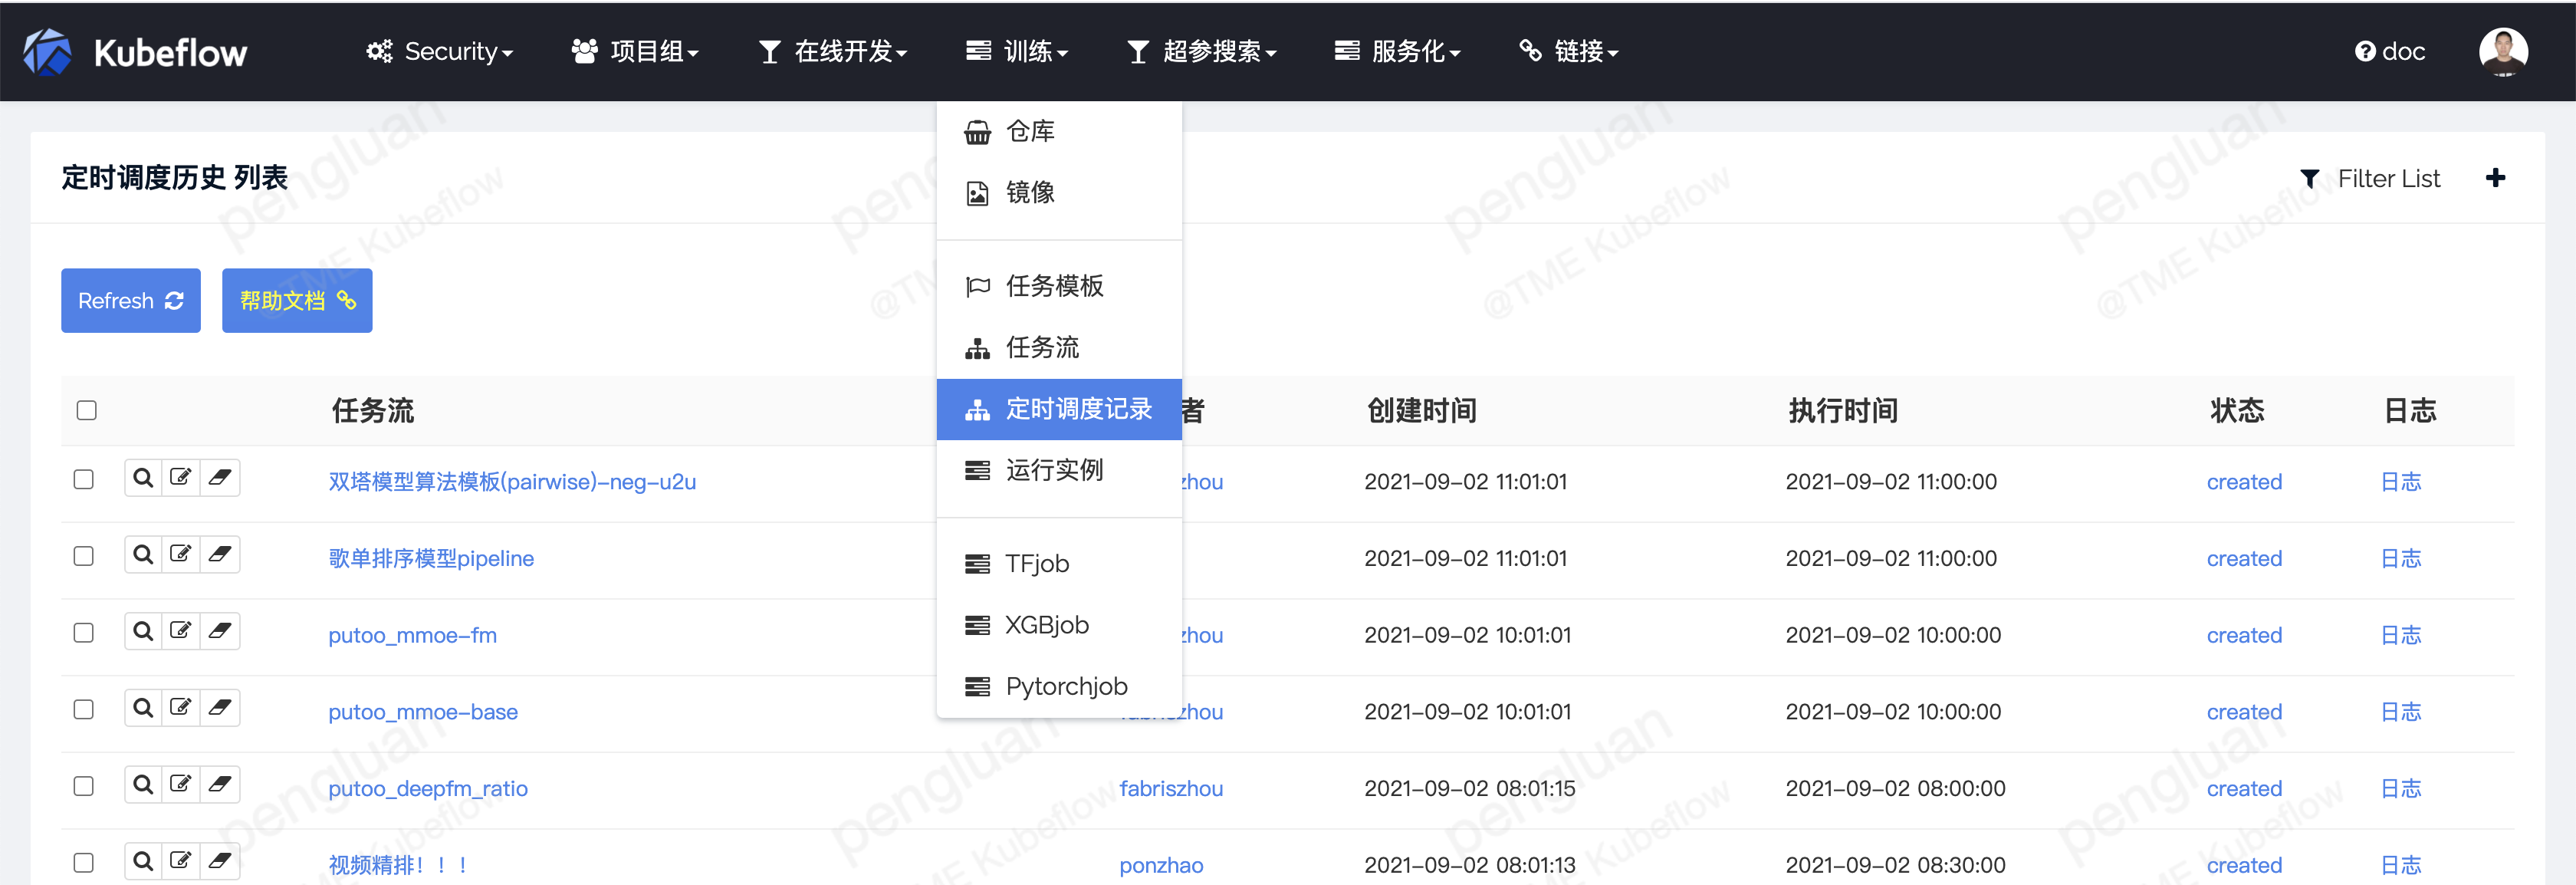 Kubeflow Security 项目组 在线开发 训练 超参搜索 服务化 链接 doc
仓库
镜像
任务模板
任务流
定时调度记录
运行实例
TFjob
XGBjob
Pytorchjob
定时调度历史 列表 Filter List
Refresh 帮助文档
任务流 者 创建时间 执行时间 状态 日志
双塔模型算法模板(pairwise)-neg-u2u zhou 2021-09-02 11:01:01 2021-09-02 11:00:00 created 日志
歌单排序模型pipeline 2021-09-02 11:01:01 2021-09-02 11:00:00 created 日志
putoo_mmoe-fm zhou 2021-09-02 10:01:01 2021-09-02 10:00:00 created 日志
putoo_mmoe-base fabriszhou 2021-09-02 10:01:01 2021-09-02 10:00:00 created 日志
putoo_deepfm_ratio fabriszhou 2021-09-02 08:01:15 2021-09-02 08:00:00 created 日志
视频精排！！！ ponzhao 2021-09-02 08:01:13 2021-09-02 08:30:00 created 日志
pengluan
@TME Kubeflow